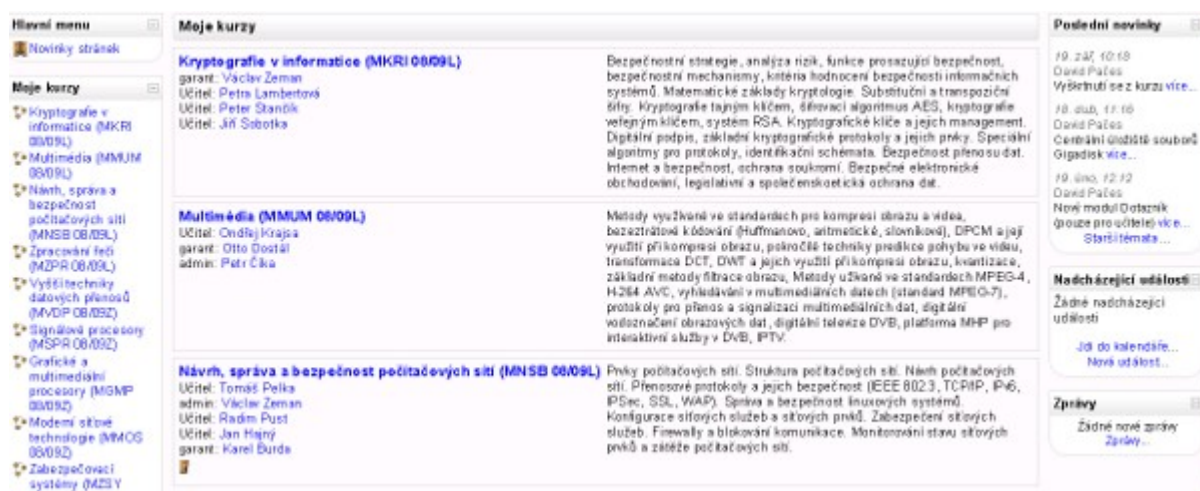 Hlavní menu
Novinky stránek
Moje kurzy
Kryptografie v
informatice (MKRI
08/09L)
Multimédia (MMUM
08/09L)
Návrh, správa a
bezpečnost
počítačových sítí
(MNSB 08/09L)
Zpracování řeči
(MZPR 08/09L)
Vyšší techniky
datových přenosů
(MVDP 08/09Z)
Signálové procesory
(MSPR 08/09Z)
Grafické a
multimediální
procesory (MGMP
08/09Z)
Moderní síťové
technologie (MMOS
08/09Z)
Zabezpečovací
systémy (MZSY
Moje kurzy
Kryptografie v informatice (MKRI 08/09L)
garant: Václav Zeman
Učitel: Petra Lambertová
Učitel: Peter Stančík
Učitel: Jiří Sobotka
Bezpečnostní strategie, analýza rizik, funkce prosazující bezpečnost,
bezpečnostní mechanismy, kritéria hodnocení bezpečnosti informačních
systémů. Matematické základy kryptologie. Substituční a transpoziční
šifry. Kryptografie tajným klíčem, šifrovací algoritmus AES, kryptografie
veřejným klíčem, systém RSA. Kryptografické klíče a jejich management.
Digitální podpis, základní kryptografické protokoly a jejich prvky. Speciální
algoritmy pro protokoly, identifikační schémata. Bezpečnost přenosu dat.
Internet a bezpečnost, ochrana soukromí. Bezpečné elektronické
obchodování, legislativní a společenskoetická ochrana dat.
Multimédia (MMUM 08/09L)
Učitel: Ondřej Krajsa
garant: Otto Dostál
admin: Petr Číka
Metody využívané ve standardech pro kompresi obrazu a videa,
bezeztrátové kódování (Huffmanovo, aritmetické, slovníkové), DPCM a její
využití při kompresi obrazu, pokročilé techniky predikce pohybu ve videu,
transformace DCT, DWT a jejich využití při kompresi obrazu, kvantizace,
základní metody filtrace obrazu, Metody užívané ve standardech MPEG-4,
H.264 AVC, vyhledávání v multimediálních datech (standard MPEG-7),
protokoly pro přenos a signalizaci multimediálních dat, digitální
vodoznačení obrazových dat, digitální televize DVB, platforma MHP pro
interaktivní služby v DVB, IPTV.
Návrh, správa a bezpečnost počítačových sítí (MNSB 08/09L)
Učitel: Tomáš Pelka
admin: Václav Zeman
Učitel: Radim Pust
Učitel: Jan Hajný
garant: Karel Burda
Prvky počítačových sítí. Struktura počítačových sítí. Návrh počítačových
sítí. Přenosové protokoly a jejich bezpečnost (IEEE 802.3, TCP/IP, IPv6,
IPSec, SSL, WAP). Správa a bezpečnost linuxových systémů.
Konfigurace síťových služeb a síťových prvků. Zabezpečení síťových
služeb. Firewally a blokování komunikace. Monitorování stavu síťových
prvků a zátěže počítačových sítí.
Poslední novinky
19. zář, 10:18
David Pačes
Vyškrtnutí se z kurzu více...
18. dub, 11:16
David Pačes
Centrální úložiště souborů
Gigadisk více...
19. úno, 12:12
David Pačes
Nový modul Dotazník
(pouze pro učitele) více...
Starší témata ...
Nadcházející události
Žádné nadcházející
události
Jdi do kalendáře...
Nová událost...
Zprávy
Žádné nové zprávy
Zprávy...